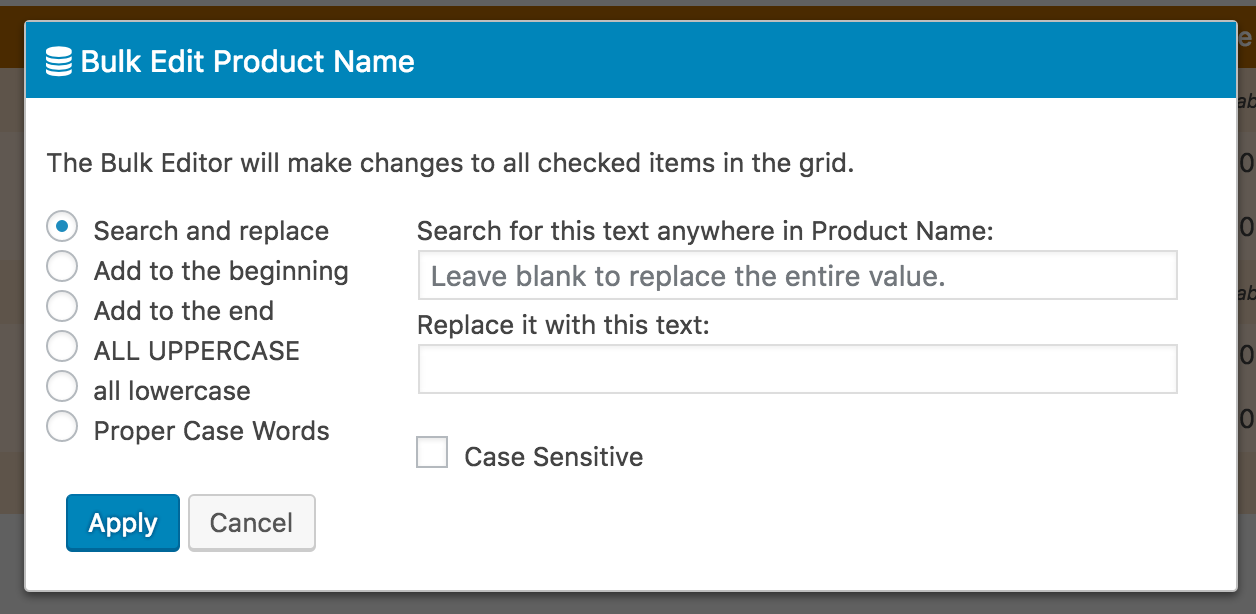 Bulk Edit Product Name
The Bulk Editor will make changes to all checked items in the grid.
Search and replace
Add to the beginning
Add to the end
ALL UPPERCASE
all lowercase
Proper Case Words
Search for this text anywhere in Product Name:
Leave blank to replace the entire value.
Replace it with this text:
Case Sensitive
Apply
Cancel